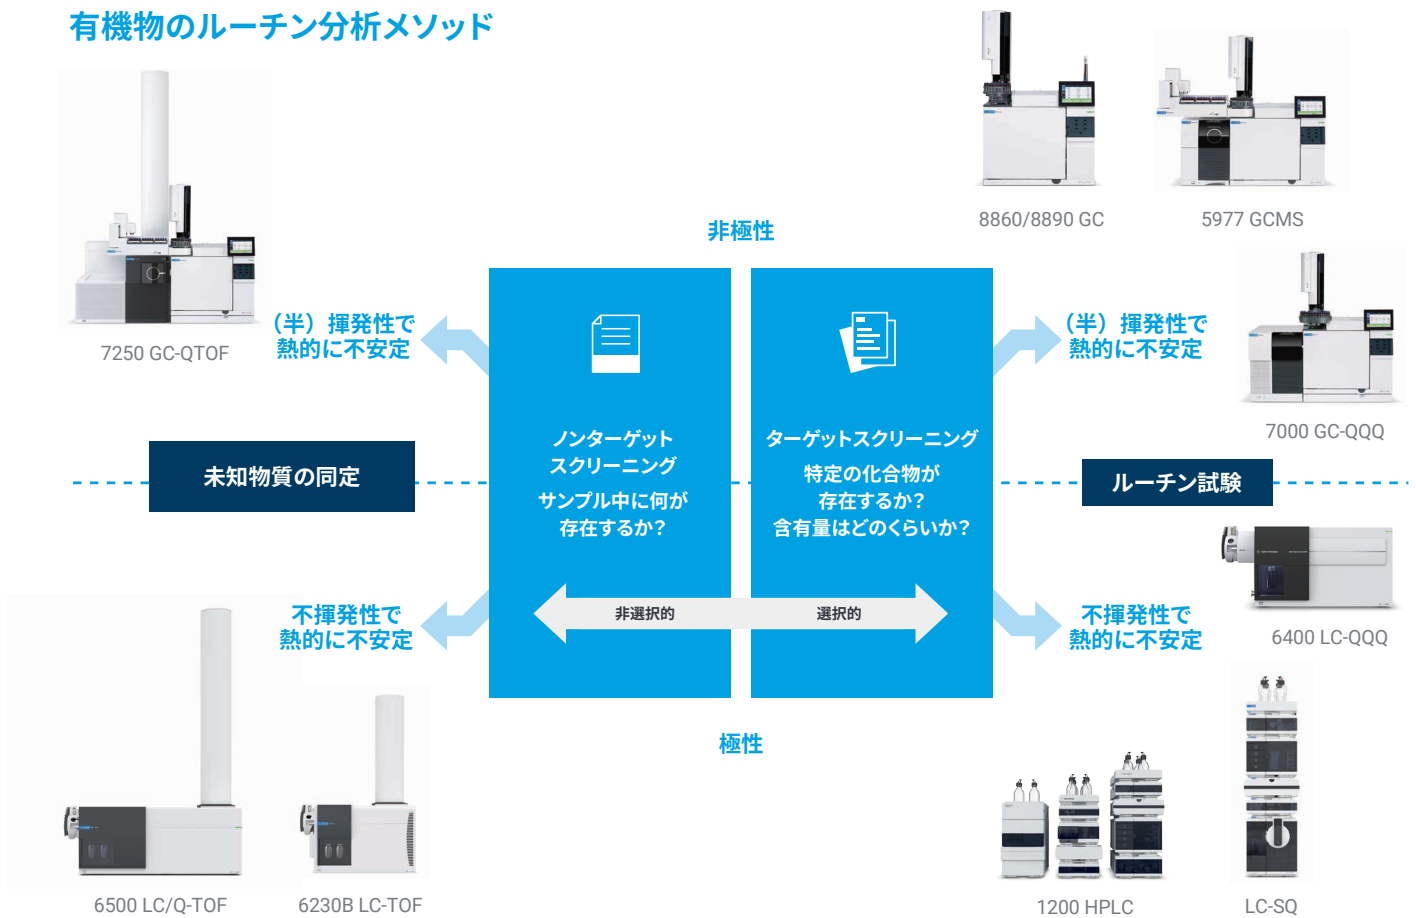 有機物のルーチン分析メソッド
8860/8890 GC
5977 GCMS
非極性
7250 GC-QTOF
（半）揮発性で
熱的に不安定
（半）揮発性で
熱的に不安定
7000 GC-QQQ
未知物質の同定
ノンターゲット
スクリーニング
サンプル中に何が
存在するか？
ターゲットスクリーニング
特定の化合物が
存在するか？
含有量はどのくらいか？
ルーチン試験
非選択的
選択的
不揮発性で
熱的に不安定
不揮発性で
熱的に不安定
6400 LC-QQQ
極性
6500 LC/Q-TOF
6230B LC-TOF
1200 HPLC
LC-SQ